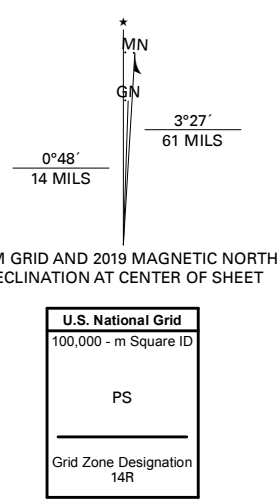 ★
MN
GN
3°27´
61 MILS
0°48´
14 MILS
M GRID AND 2019 MAGNETIC NORTH
ECLINATION AT CENTER OF SHEET
U.S. National Grid
100,000 - m Square ID
PS
Grid Zone Designation
14R